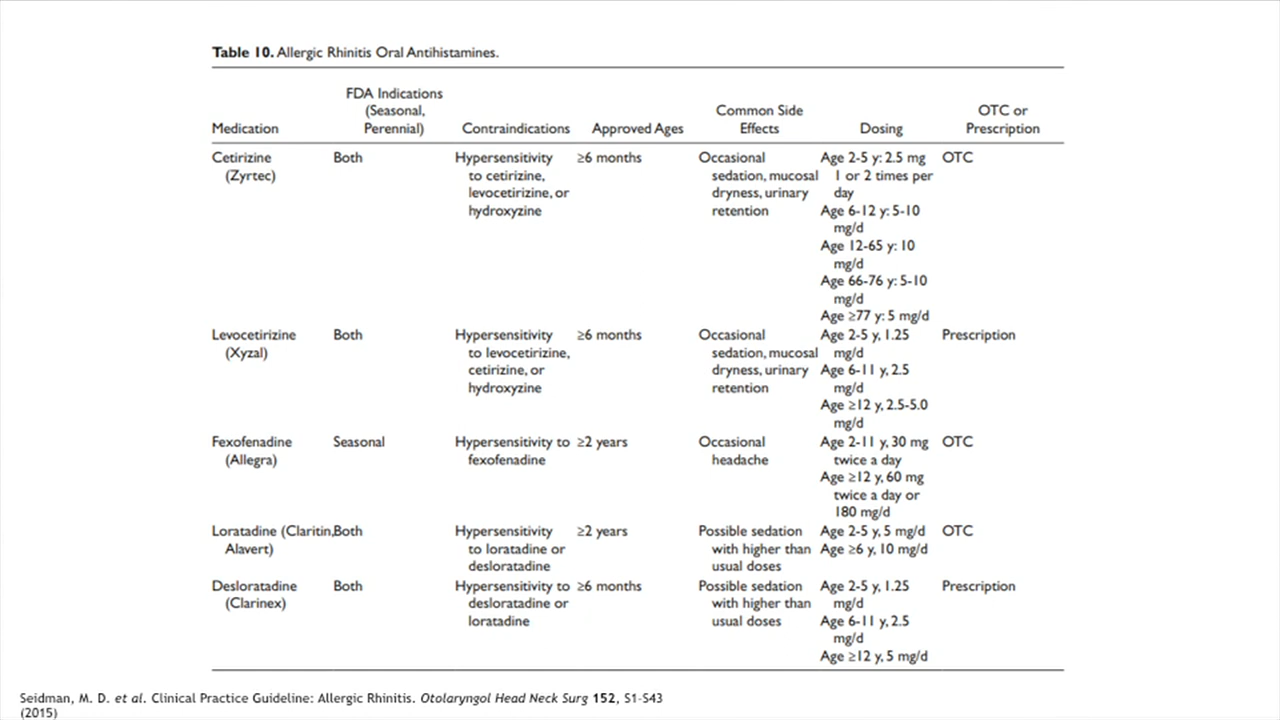 Table 10. Allergic Rhinitis Oral Antihistamines.
Medication
FDA Indications
(Seasonal,
Perennial)
Contraindications
Approved Ages
Common Side
Effects
Dosing
OTC or
Prescription
Cetirizine
(Zyrtec)
Both
Hypersensitivity
to cetirizine,
levocetirizine, or
hydroxyzine
≥6 months
Occasional
sedation, mucosal
dryness, urinary
retention
Age 2-5 y: 2.5 mg
1 or 2 times per
day
Age 6-12 y: 5-10
mg/d
Age 12-65 y: 10
mg/d
Age 66-76 y: 5-10
mg/d
Age ≥77 y: 5 mg/d
OTC
Levocetirizine
(Xyzal)
Both
Hypersensitivity
to levocetirizine,
cetirizine, or
hydroxyzine
≥6 months
Occasional
sedation, mucosal
dryness, urinary
retention
Age 2-5 y, 1.25
mg/d
Age 6-11 y, 2.5
mg/d
Age ≥12 y, 2.5-5.0
mg/d
Prescription
Fexofenadine
(Allegra)
Seasonal
Hypersensitivity to
fexofenadine
≥2 years
Occasional
headache
Age 2-11 y, 30 mg
twice a day
Age ≥12 y, 60 mg
twice a day or
180 mg/d
OTC
Loratadine (Claritin,
Alavert)
Both
Hypersensitivity
to loratadine or
desloratadine
≥2 years
Possible sedation
with higher than
usual doses
Age 2-5 y, 5 mg/d
Age ≥6 y, 10 mg/d
OTC
Desloratadine
(Clarinex)
Both
Hypersensitivity to
desloratadine or
loratadine
≥6 months
Possible sedation
with higher than
usual doses
Age 2-5 y, 1.25
mg/d
Age 6-11 y, 2.5
mg/d
Age ≥12 y, 5 mg/d
Prescription
Seidman, M. D. et al. Clinical Practice Guideline: Allergic Rhinitis. Otolaryngol Head Neck Surg 152, S1-S43
(2015)